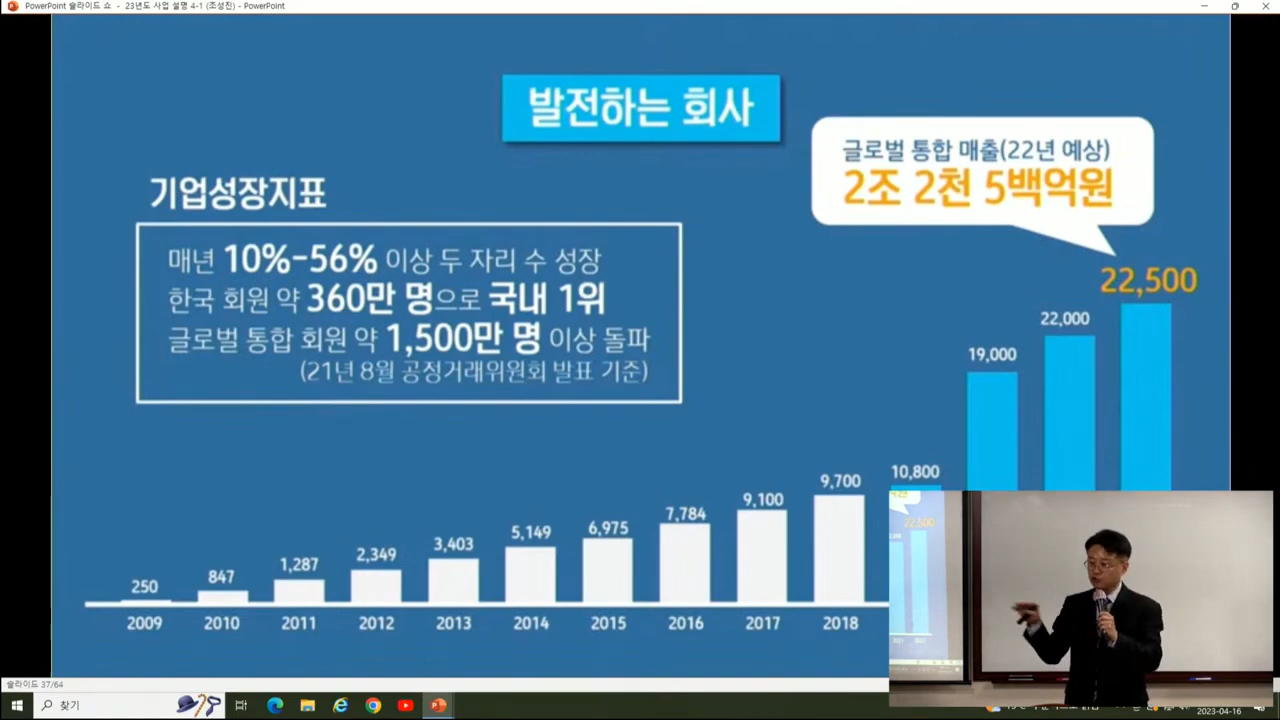 PowerPoint 슬라이드 쇼 - 23년도 사업 설명 4-1 (조성진) - PowerPoint
발전하는 회사
글로벌 통합 매출(22년 예상)
2조 2천 5백억원
기업성장지표
매년 10%-56% 이상 두 자리 수 성장
한국 회원 약 360만 명으로 국내 1위
글로벌 통합 회원 약 1,500만 명 이상 돌파
(21년 8월 공정거래위원회 발표 기준)
250
847
1,287
2,349
3,403
5,149
6,975
7,784
9,100
9,700
10,800
19,000
22,000
22,500
2009
2010
2011
2012
2013
2014
2015
2016
2017
2018
22,500
슬라이드 37/64
찾기
2023-04-16